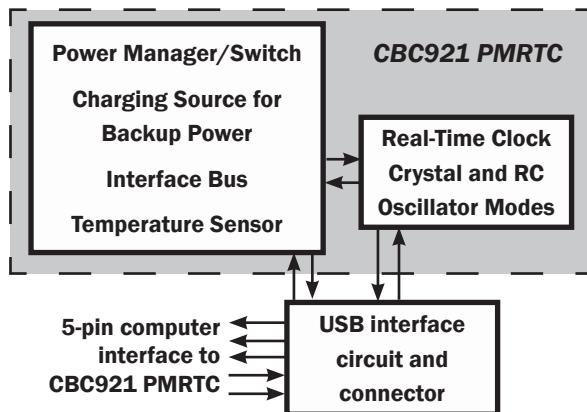 CBC921 PMRTC
Power Manager/Switch
Charging Source for
Backup Power
Interface Bus
Temperature Sensor
Real-Time Clock
Crystal and RC
Oscillator Modes
5-pin computer
interface to
CBC921 PMRTC
USB interface
circuit and
connector